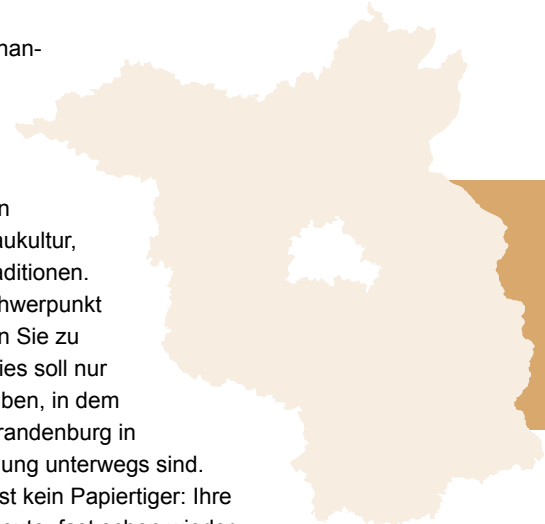 nan-
n
aukultur,
aditionen.
hwerpunkt
n Sie zu
ies soll nur
ben, in dem
randenburg in
ung unterwegs sind.
st kein Papiertiger: Ihre